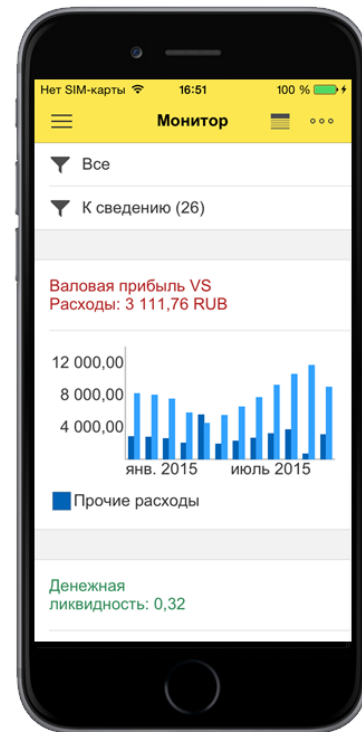 Нет SIM-карты 16:51 100 %
Монитор
Все
К сведению (26)
Валовая прибыль VS
Расходы: 3 111,76 RUB
12 000,00
8 000,00
4 000,00
янв. 2015 июль 2015
Прочие расходы
Денежная
ликвидность: 0,32